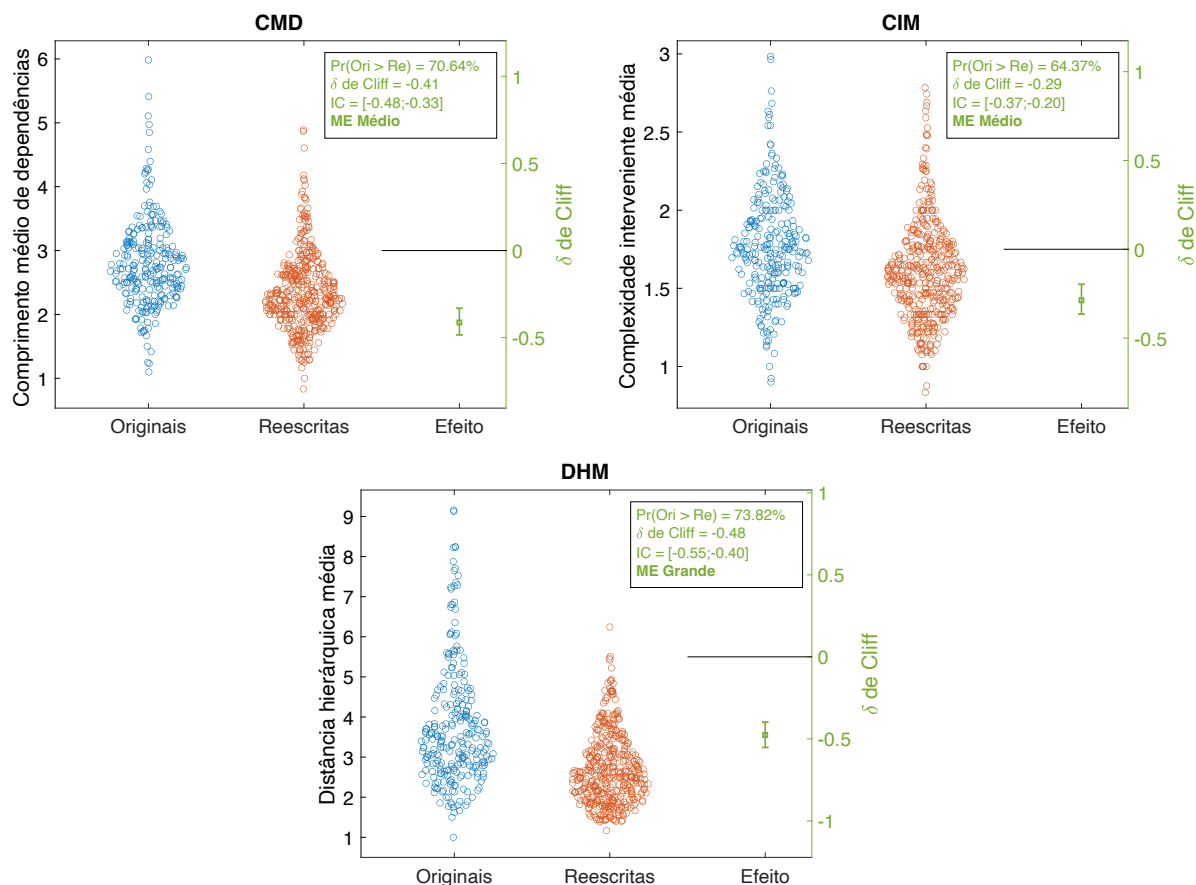 CMD
Comprimento médio de dependências
6
5
4
3
2
1
Pr(Ori > Re) = 70.64%
δ de Cliff = -0.41
IC = [-0.48;-0.33]
ME Médio
1
0.5
0
-0.5
δ de Cliff
Originais Reescritas Efeito
CIM
Complexidade interveniente média
3
2.5
2
1.5
1
Pr(Ori > Re) = 64.37%
δ de Cliff = -0.29
IC = [-0.37;-0.20]
ME Médio
1
0.5
0
-0.5
δ de Cliff
Originais Reescritas Efeito
DHM
Distância hierárquica média
9
8
7
6
5
4
3
2
1
Pr(Ori > Re) = 73.82%
δ de Cliff = -0.48
IC = [-0.55;-0.40]
ME Grande
1
0.5
0
-0.5
-1
δ de Cliff
Originais Reescritas Efeito